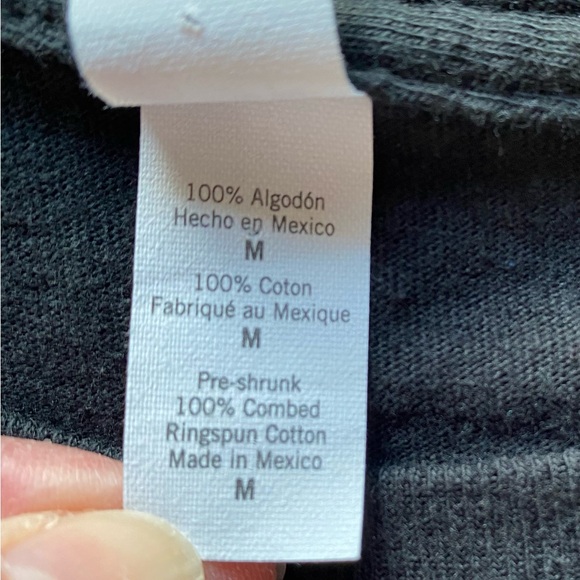 100% Algodón
Hecho en Mexico
M
100% Coton
Fabriqué au Mexique
M
Pre-shrunk
100% Combed
Ringspun Cotton
Made in Mexico
M